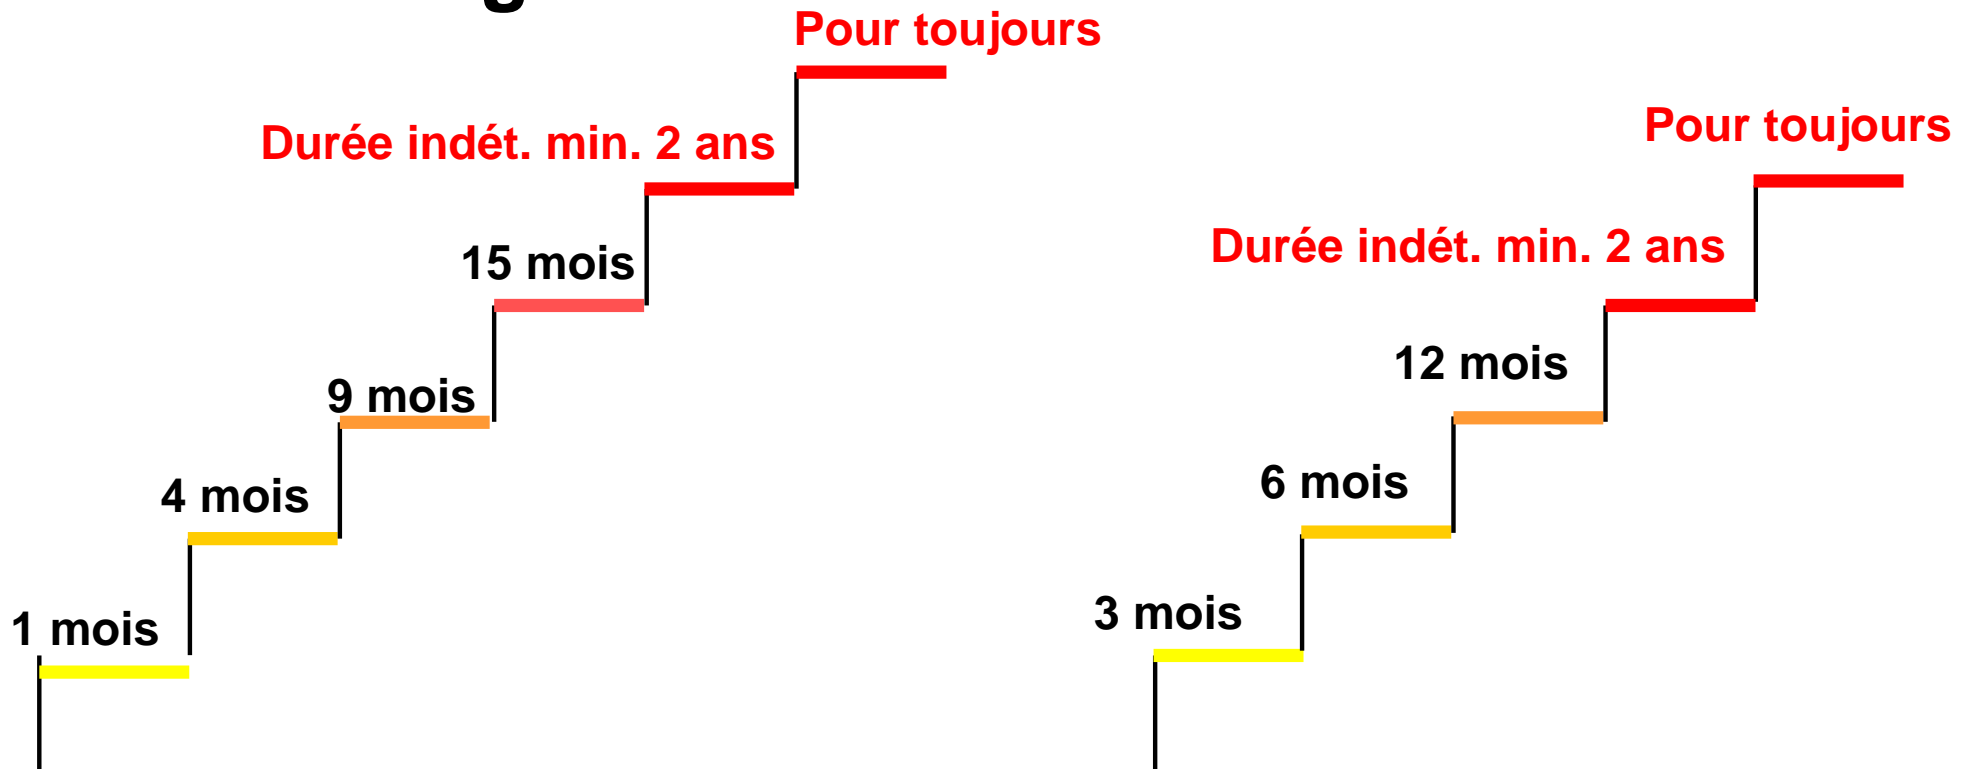 Pour toujours
Durée indét. min. 2 ans
15 mois
9 mois
4 mois
1 mois
Pour toujours
Durée indét. min. 2 ans
12 mois
6 mois
3 mois